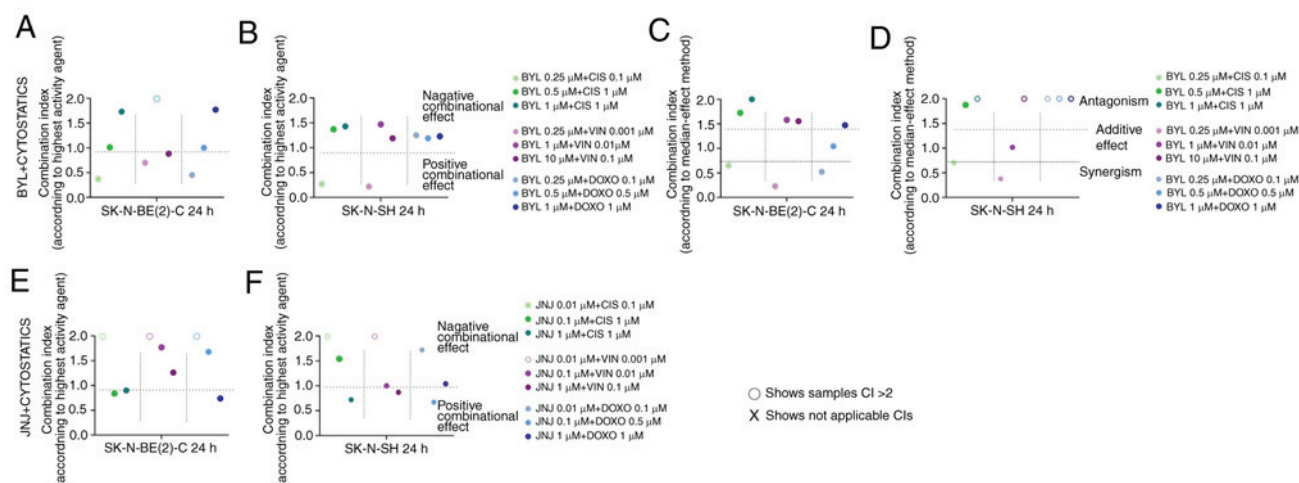 A
BYL+CYTOSTATICS
Combination index
(accordning to highest activity agent)
2.0
1.5
1.0
0.5
0.0
SK-N-BE(2)-C 24 h
B
Combination index
(accordning to highest activity agent)
2.0
1.5
1.0
0.5
0.0
SK-N-SH 24 h
Nagative
combinational
effect
Positive
combinational
effect
BYL 0.25 µM+CIS 0.1 µM
BYL 0.5 µM+CIS 1 µM
BYL 1 µM+CIS 1 µM
BYL 0.25 µM+VIN 0.001 µM
BYL 1 µM+VIN 0.01µM
BYL 10 µM+VIN 0.1 µM
BYL 0.25 µM+DOXO 0.1 µM
BYL 0.5 µM+DOXO 0.5 µM
BYL 1 µM+DOXO 1 µM
C
Combination index
(accordning to median-effect method)
2.0
1.5
1.0
0.5
0.0
SK-N-BE(2)-C 24 h
D
Combination index
(accordning to median-effect method)
2.0
1.5
1.0
0.5
0.0
SK-N-SH 24 h
Antagonism
Additive
effect
Synergism
BYL 0.25 µM+CIS 0.1 µM
BYL 0.5 µM+CIS 1 µM
BYL 1 µM+CIS 1 µM
BYL 0.25 µM+VIN 0.001 µM
BYL 1 µM+VIN 0.01 µM
BYL 10 µM+VIN 0.1 µM
BYL 0.25 µM+DOXO 0.1 µM
BYL 0.5 µM+DOXO 0.5 µM
BYL 1 µM+DOXO 1 µM
E
JNJ+CYTOSTATICS
Combination index
accordning to highest activity agent)
2.0
1.5
1.0
0.5
0.0
SK-N-BE(2)-C 24 h
F
Combination index
accordning to highest activity agent)
2.0
1.5
1.0
0.5
0.0
SK-N-SH 24 h
Nagative
combinational
effect
Positive
combinational
effect
JNJ 0.01 µM+CIS 0.1 µM
JNJ 0.1 µM+CIS 1 µM
JNJ 1 µM+CIS 1 µM
JNJ 0.01 µM+VIN 0.001 µM
JNJ 0.1 µM+VIN 0.01 µM
JNJ 1 µM+VIN 0.1 µM
JNJ 0.01 µM+DOXO 0.1 µM
JNJ 0.1 µM+DOXO 0.5 µM
JNJ 1 µM+DOXO 1 µM
Shows samples CI >2
X Shows not applicable CIs